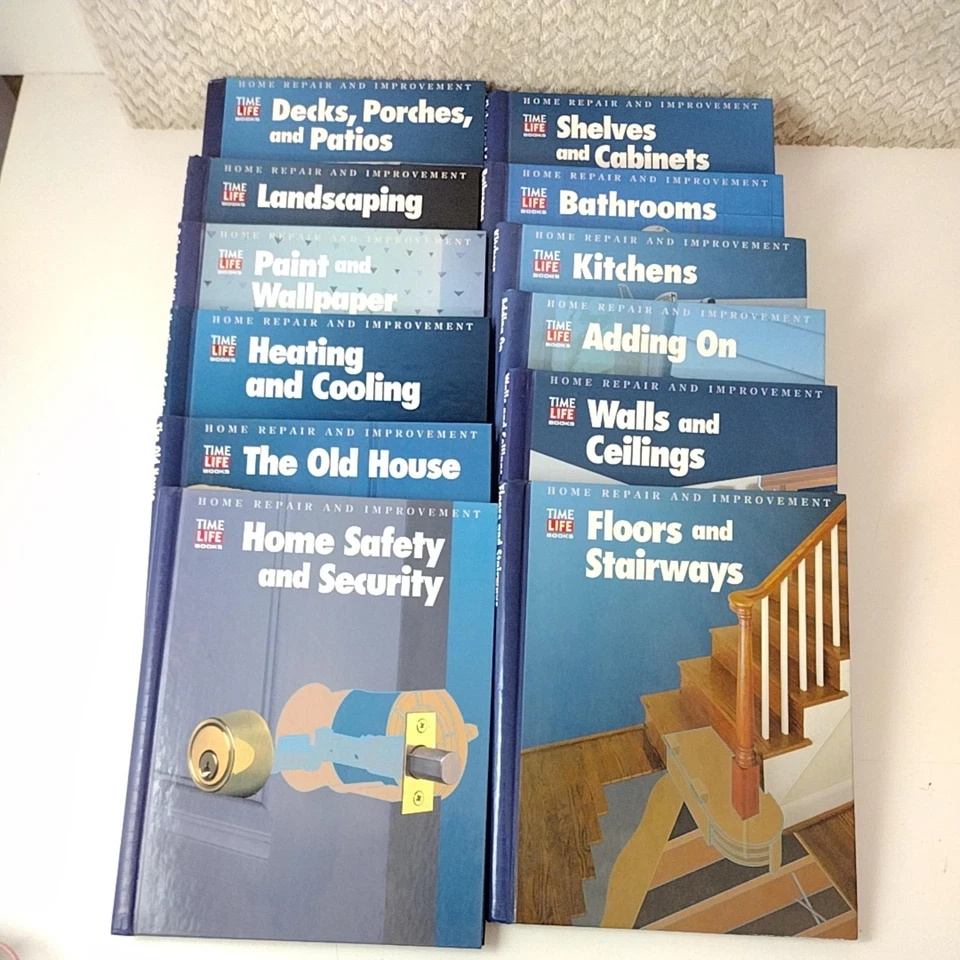 HOME REPAIR AND IMPROVEMENT
TIME
LIFE
BOOKS
Decks, Porches,
and Patios
HOME REPAIR AND IMPROVEMENT
TIME
LIFE
BOOKS
Landscaping
HOME REPAIR AND IMPROVEMENT
TIME
LIFE
BOOKS
Paint and
Wallpaper
HOME REPAIR AND IMPROVEMENT
TIME
LIFE
BOOKS
Heating
and Cooling
HOME REPAIR AND IMPROVEMENT
TIME
LIFE
BOOKS
The Old House
HOME REPAIR AND IMPROVEMENT
TIME
LIFE
BOOKS
Home Safety
and Security
HOME REPAIR AND IMPROVEMENT
TIME
LIFE
BOOKS
Shelves
and Cabinets
HOME REPAIR AND IMPROVEMENT
TIME
LIFE
BOOKS
Bathrooms
HOME REPAIR AND IMPROVEMENT
TIME
LIFE
BOOKS
Kitchens
HOME REPAIR AND IMPROVEMENT
TIME
LIFE
BOOKS
Adding On
HOME REPAIR AND IMPROVEMENT
TIME
LIFE
BOOKS
Walls and
Ceilings
HOME REPAIR AND IMPROVEMENT
TIME
LIFE
BOOKS
Floors and
Stairways